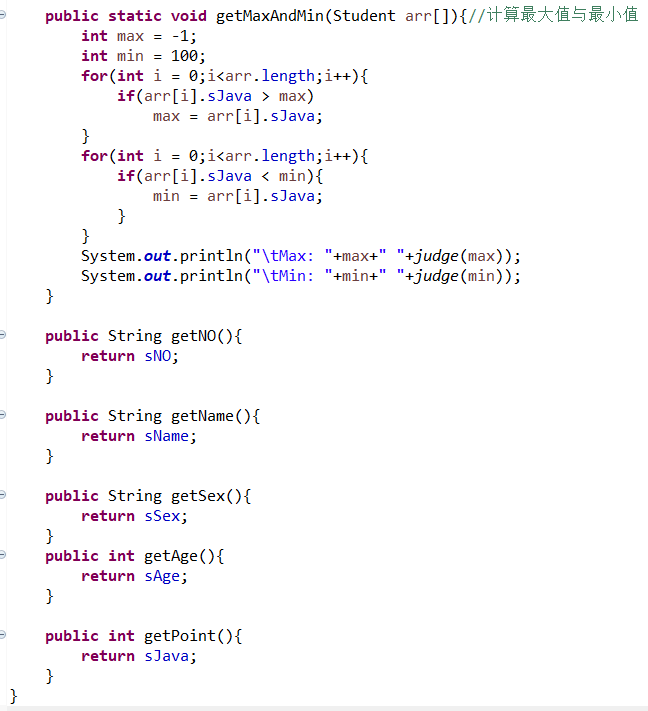 public static void getMaxAndMin(Student arr[]){//计算最大值与最小值
int max = -1;
int min = 100;
for(int i = 0;i<arr.length;i++){
if(arr[i].sJava > max)
max = arr[i].sJava;
}
for(int i = 0;i<arr.length;i++){
if(arr[i].sJava < min){
min = arr[i].sJava;
}
}
System.out.println("\tMax: "+max+" "+judge(max));
System.out.println("\tMin: "+min+" "+judge(min));
}
public String getNO(){
return sNO;
}
public String getName(){
return sName;
}
public String getSex(){
return sSex;
}
public int getAge(){
return sAge;
}
public int getPoint(){
return sJava;
}
}